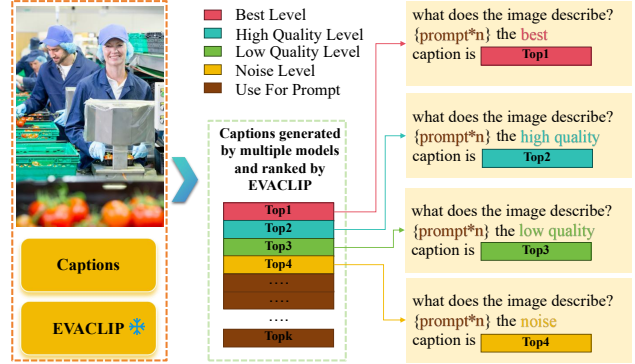 Captions
EVACLIP
Best Level
High Quality Level
Low Quality Level
Noise Level
Use For Prompt
Captions generated
by multiple models
and ranked by
EVACLIP
Top1
Top2
Top3
Top4
....
....
....
Topk
what does the image describe?
{prompt*n} the best
caption is Top1
what does the image describe?
{prompt*n} the high quality
caption is Top2
what does the image describe?
{prompt*n} the low quality
caption is Top3
what does the image describe?
{prompt*n} the noise
caption is Top4